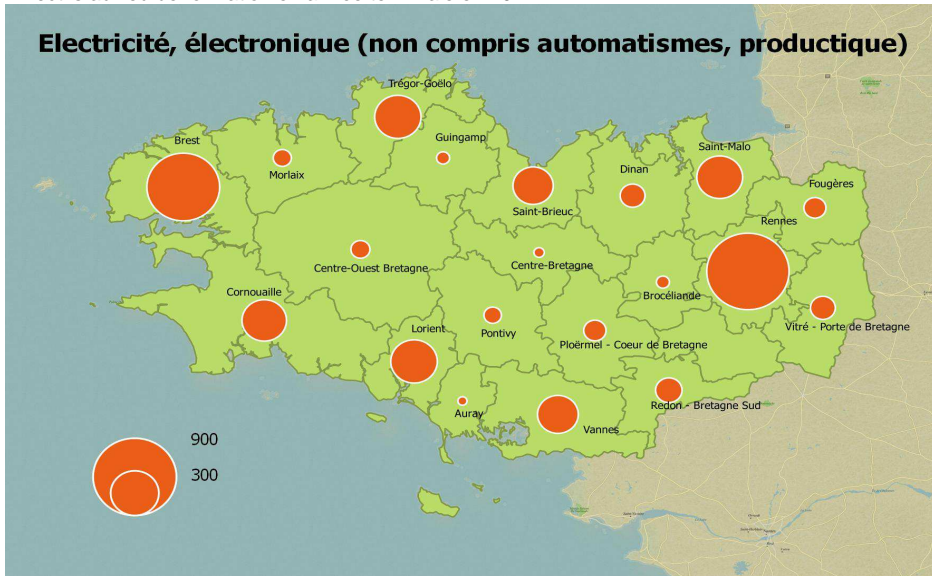 Electricité, électronique (non compris automatismes, productique)
Trégor-Goëlo
Guingamp
Brest
Morlaix
Saint-Malo
Dinan
Fougères
Saint-Brieuc
Rennes
Centre-Ouest Bretagne
Centre-Bretagne
Cornouaille
Brocéliande
Lorient
Pontivy
Vitré - Porte de Bretagne
Ploërmel - Coeur de Bretagne
Auray
Redon - Bretagne Sud
Vannes
900
300